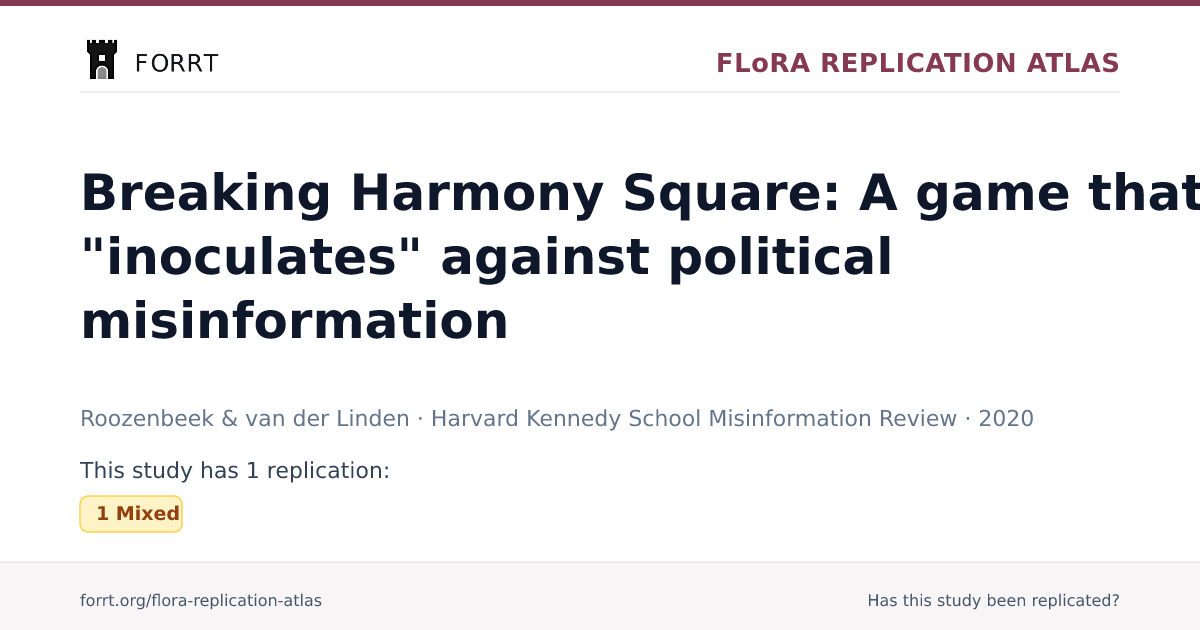 FORRT
FLoRA REPLICATION ATLAS
Breaking Harmony Square: A game that
"inoculates" against political
misinformation
Roozenbeek & van der Linden · Harvard Kennedy School Misinformation Review · 2020
This study has 1 replication:
1 Mixed
forrt.org/flora-replication-atlas
Has this study been replicated?